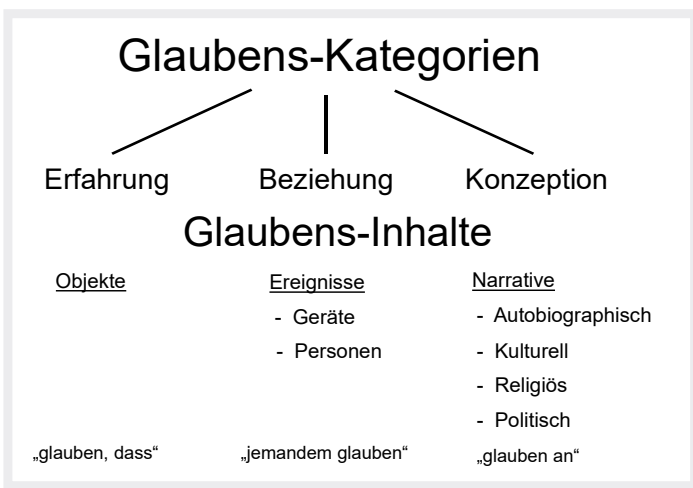 Glaubens-Kategorien
Erfahrung Beziehung Konzeption
Glaubens-Inhalte
Objekte Ereignisse Narrative
- Geräte - Autobiographisch
- Personen - Kulturell
- Religiös
- Politisch
„glauben, dass“ „jemandem glauben“ „glauben an“